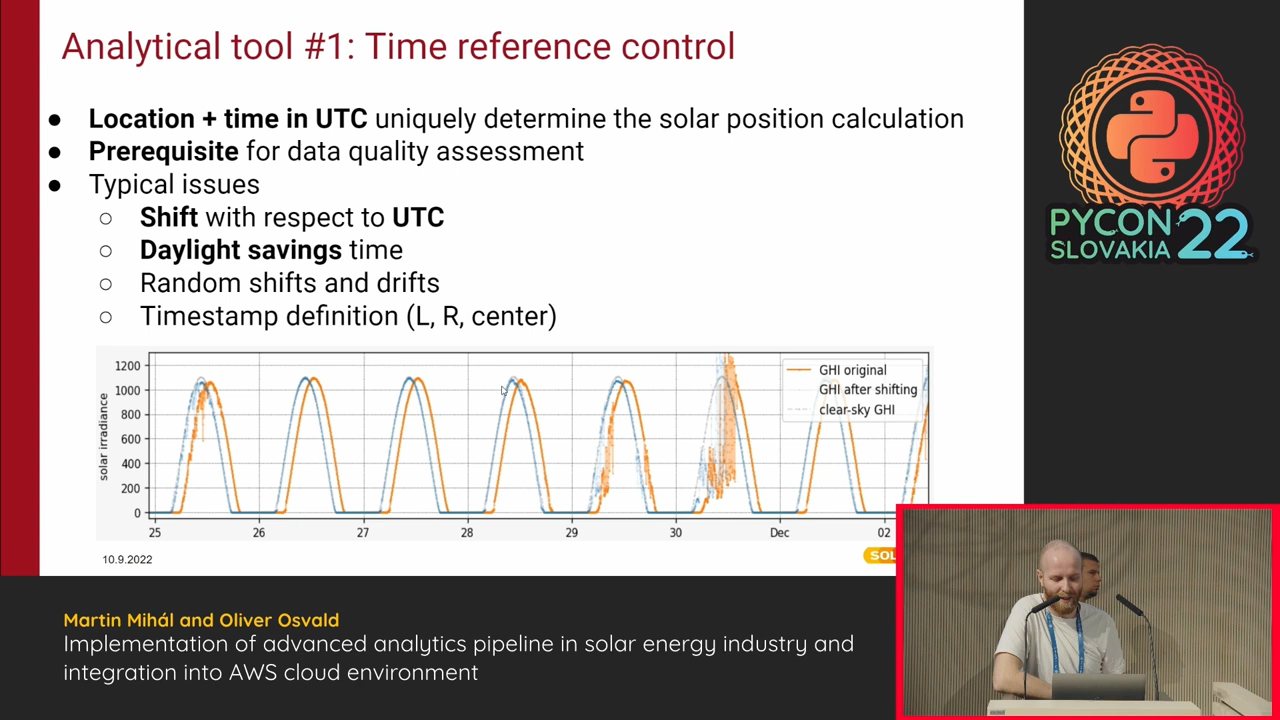 Analytical tool #1: Time reference control
● Location + time in UTC uniquely determine the solar position calculation
● Prerequisite for data quality assessment
● Typical issues
○ Shift with respect to UTC
○ Daylight savings time
○ Random shifts and drifts
○ Timestamp definition (L, R, center)
solar irradiance
1200
1000
800
600
400
200
0
GHI original
GHI after shifting
clear-sky GHI
25 26 27 28 29 30 Dec 02
10.9.2022
SOL
PYCON
SLOVAKIA
22
Martin Mihál and Oliver Osvald
Implementation of advanced analytics pipeline in solar energy industry and
integration into AWS cloud environment